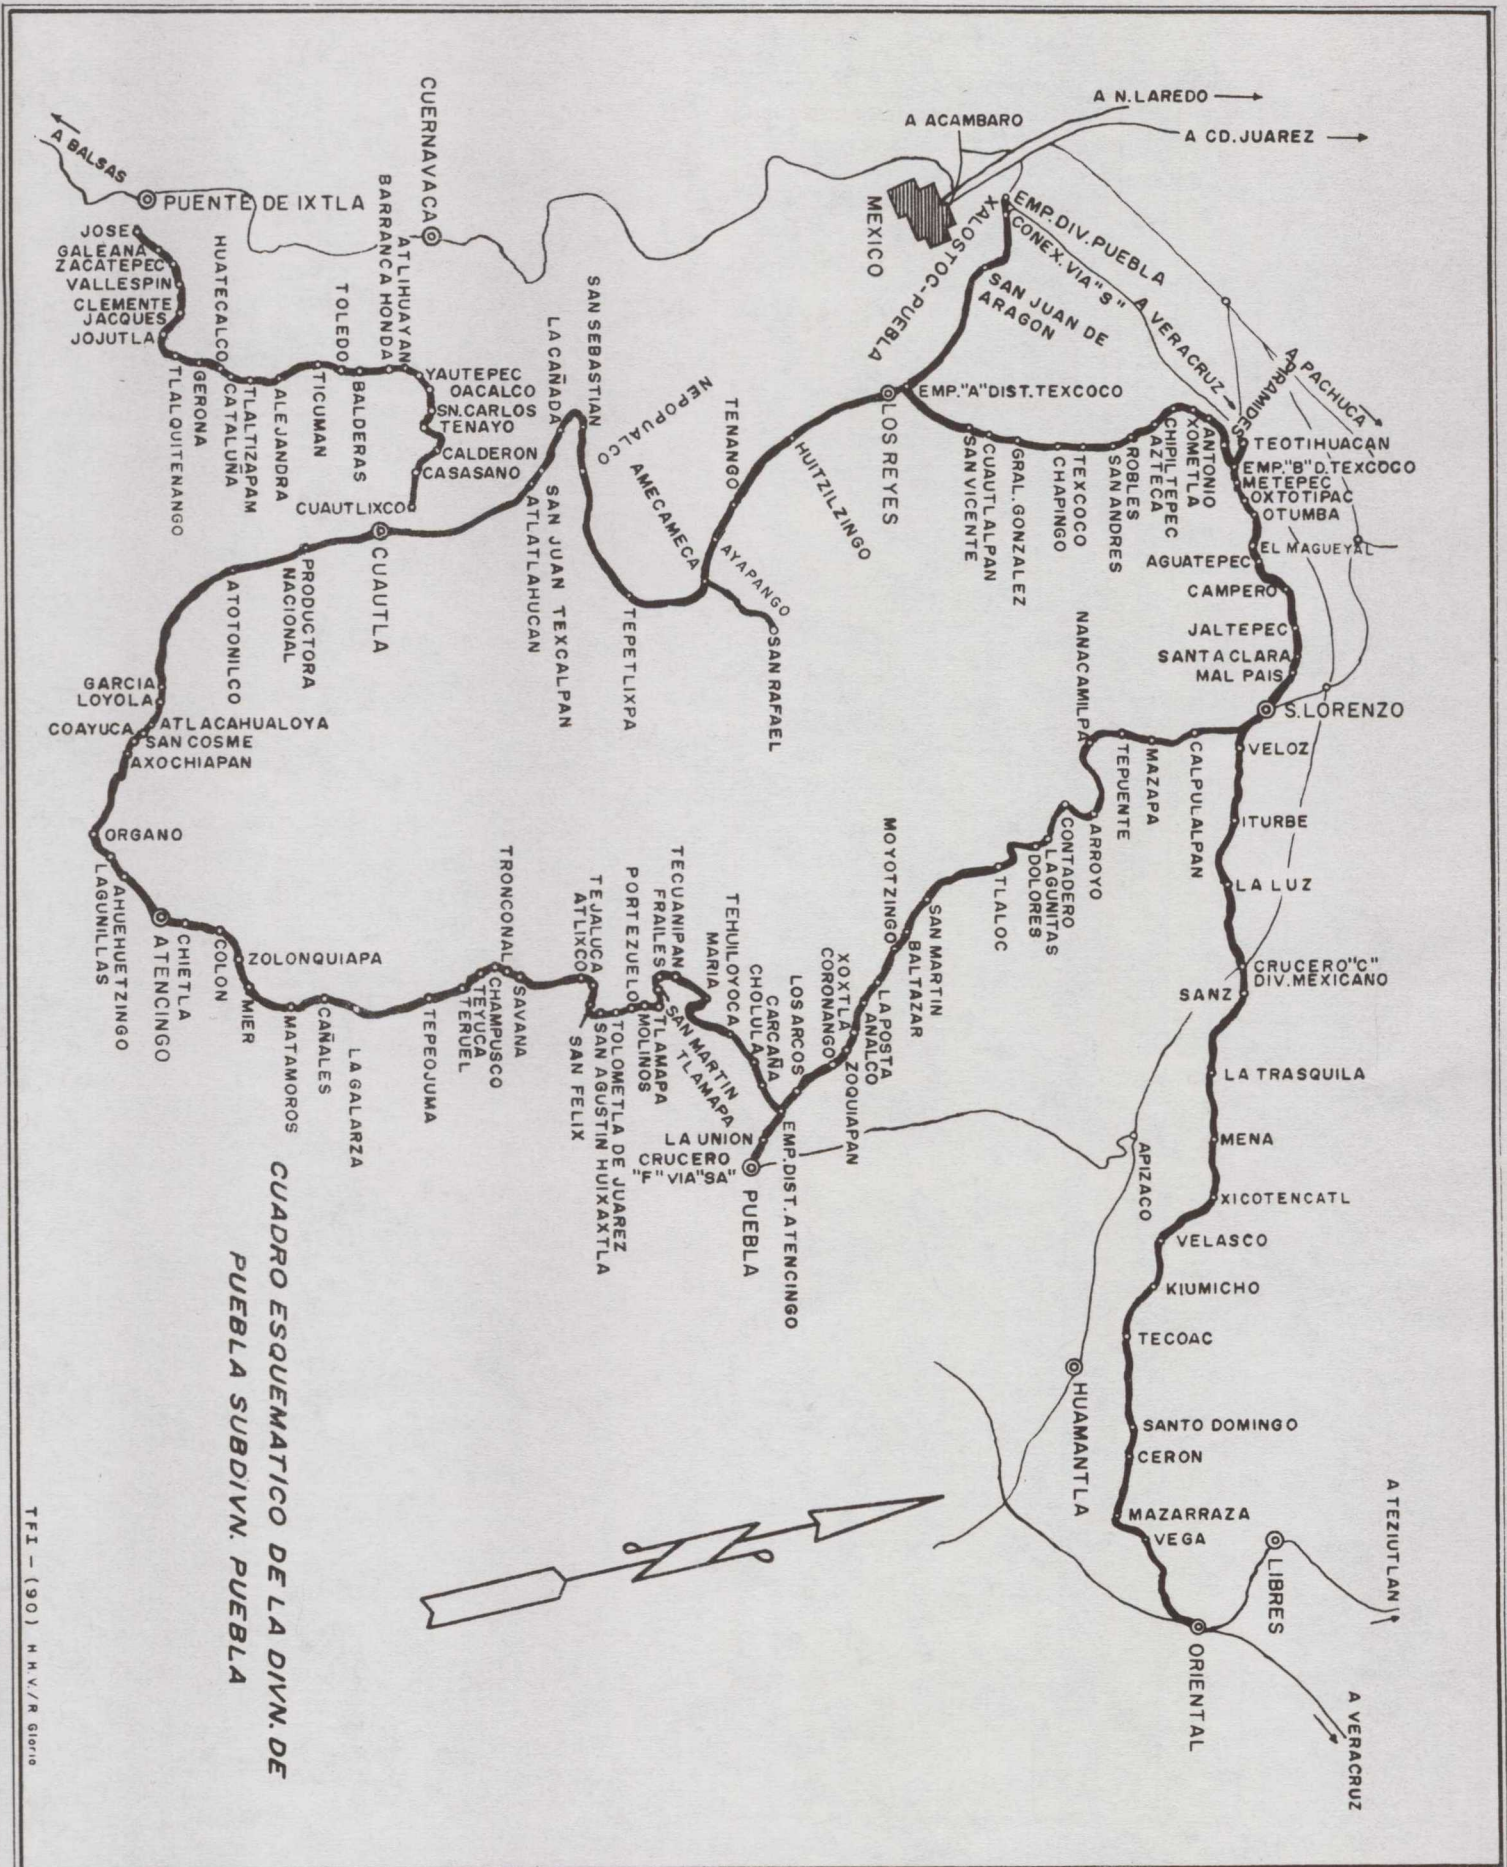 A N. LAREDO
A ACAMBARO
A CD. JUAREZ
MEXICO
XALOSTOC-PUEBLA
EMP. DIV. PUEBLA
CONEX. VIA "S"
A VERACRUZ
SAN JUAN DE
ARAGON
A PACHUCA
PIRAMIDES
CUERNAVACA
A BALSAS
PUENTE DE IXTLA
JOSE
GALEANA
ZACATEPEC
VALLESPIN
CLEMENTE
JACQUES
JOJUTLA
TLALQUITENANGO
GERONA
HUATECALCO
CATALUÑA
TLALTIZAPAM
ALEJANDRA
TICUMAN
TOLEDO
BALDERAS
BARRANCA HONDA
ATLIHUAYAN
YAUTEPEC
OACALCO
SN. CARLOS
TENAYO
CALDERON
CASASANO
CUAUTLIXCO
CUAUTLA
LOS REYES
EMP. "A" DIST. TEXCOCO
SAN VICENTE
CUAUTLALPAN
GRAL. GONZALEZ
CHAPINGO
TEXCOCO
SAN ANDRES
ROBLES
AZTECA
CHIPILTEPEC
XOMETLA
ANTONIO
TEOTIHUACAN
EMP. "B" D. TEXCOCO
METEPEC
OXTOTIPAC
OTUMBA
EL MAGUEYAL
AGUATEPEC
CAMPERO
JALTEPEC
SANTA CLARA
MAL PAIS
S. LORENZO
HUITZILZINGO
TENANGO
AYAPANGO
AMECAMECA
SAN RAFAEL
NEPOPUALCO
TEPETLIXPA
SAN SEBASTIAN
LA CAÑADA
SAN JUAN TEXCALPAN
ATLATLAHUCAN
PRODUCTORA
NACIONAL
ATOTONILCO
GARCIA
LOYOLA
ATLACAHUALOYA
COAYUCA
SAN COSME
AXOCHIAPAN
ORGANO
LAGUNILLAS
AHUEHUETZINGO
ATENCINGO
CHIETLA
COLON
ZOLONQUIAPA
MIER
MATAMOROS
CAÑALES
LA GALARZA
TEPEOJUMA
TERUEL
TEYUCA
CHAMPUSCO
TRONCONAL
SAVANA
ATLIXCO
TEJALUCA
SAN FELIX
SAN AGUSTIN HUIXAXTLA
TOLOMETLA DE JUAREZ
PORTEZUELO
MOLINOS
TLAMAPA
SAN MARTIN
TLAMAPA
FRAILES
TECUANIPAN
MARIA
TEHUILOYOCA
CHOLULA
CARCAÑA
LOS ARCOS
EMP. DIST. ATENCINGO
LA UNION
CRUCERO
"F" VIA "SA"
PUEBLA
ZOQUIAPAN
CORONANGO
XOXTLA
ANALCO
LA POSTA
MOYOTZINGO
BALTAZAR
SAN MARTIN
TLALOC
DOLORES
LAGUNITAS
CONTADERO
ARROYO
NANACAMILPA
TEPUENTE
MAZAPA
CALPULALPAN
VELOZ
ITURBE
LA LUZ
CRUCERO "C"
DIV. MEXICANO
SANZ
LA TRASQUILA
MENA
XICOTENCATL
VELASCO
KIUMICHO
TECOAC
SANTO DOMINGO
CERON
MAZARRAZA
VEGA
ORIENTAL
APIZACO
HUAMANTLA
LIBRES
A TEZIUTLAN
A VERACRUZ
CUADRO ESQUEMATICO DE LA DIVN. DE
PUEBLA SUBDIVN. PUEBLA
TFI - (90) H H.V./R Glorio